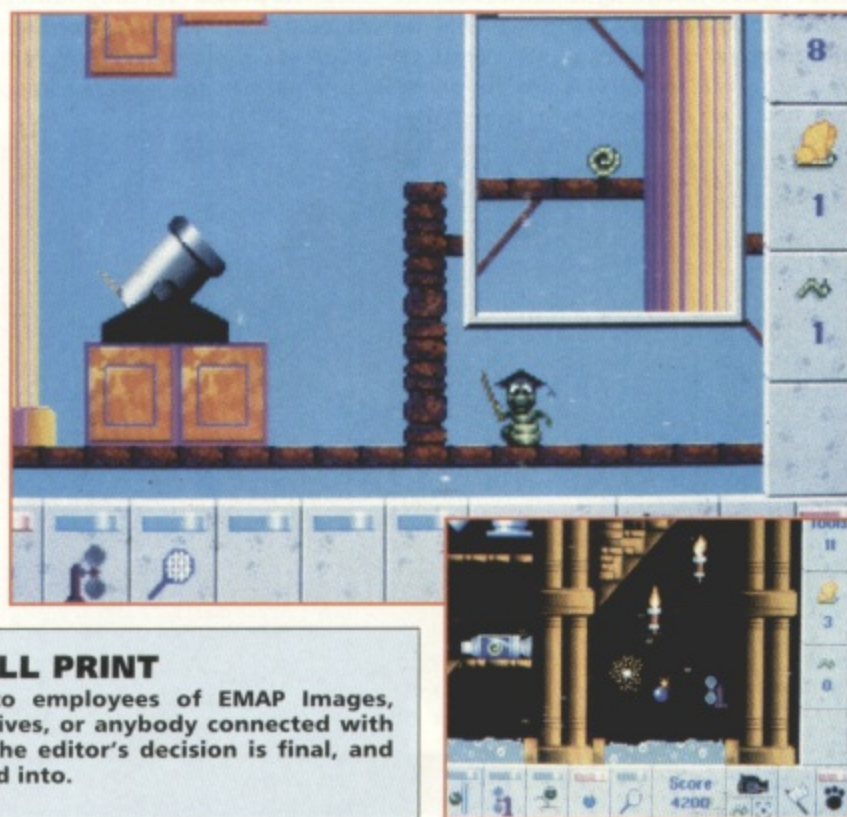 8
1
1
LL PRINT
to employees of EMAP Images,
ives, or anybody connected with
he editor's decision is final, and
d into.
TOOLS
11
3
0
Score
4200